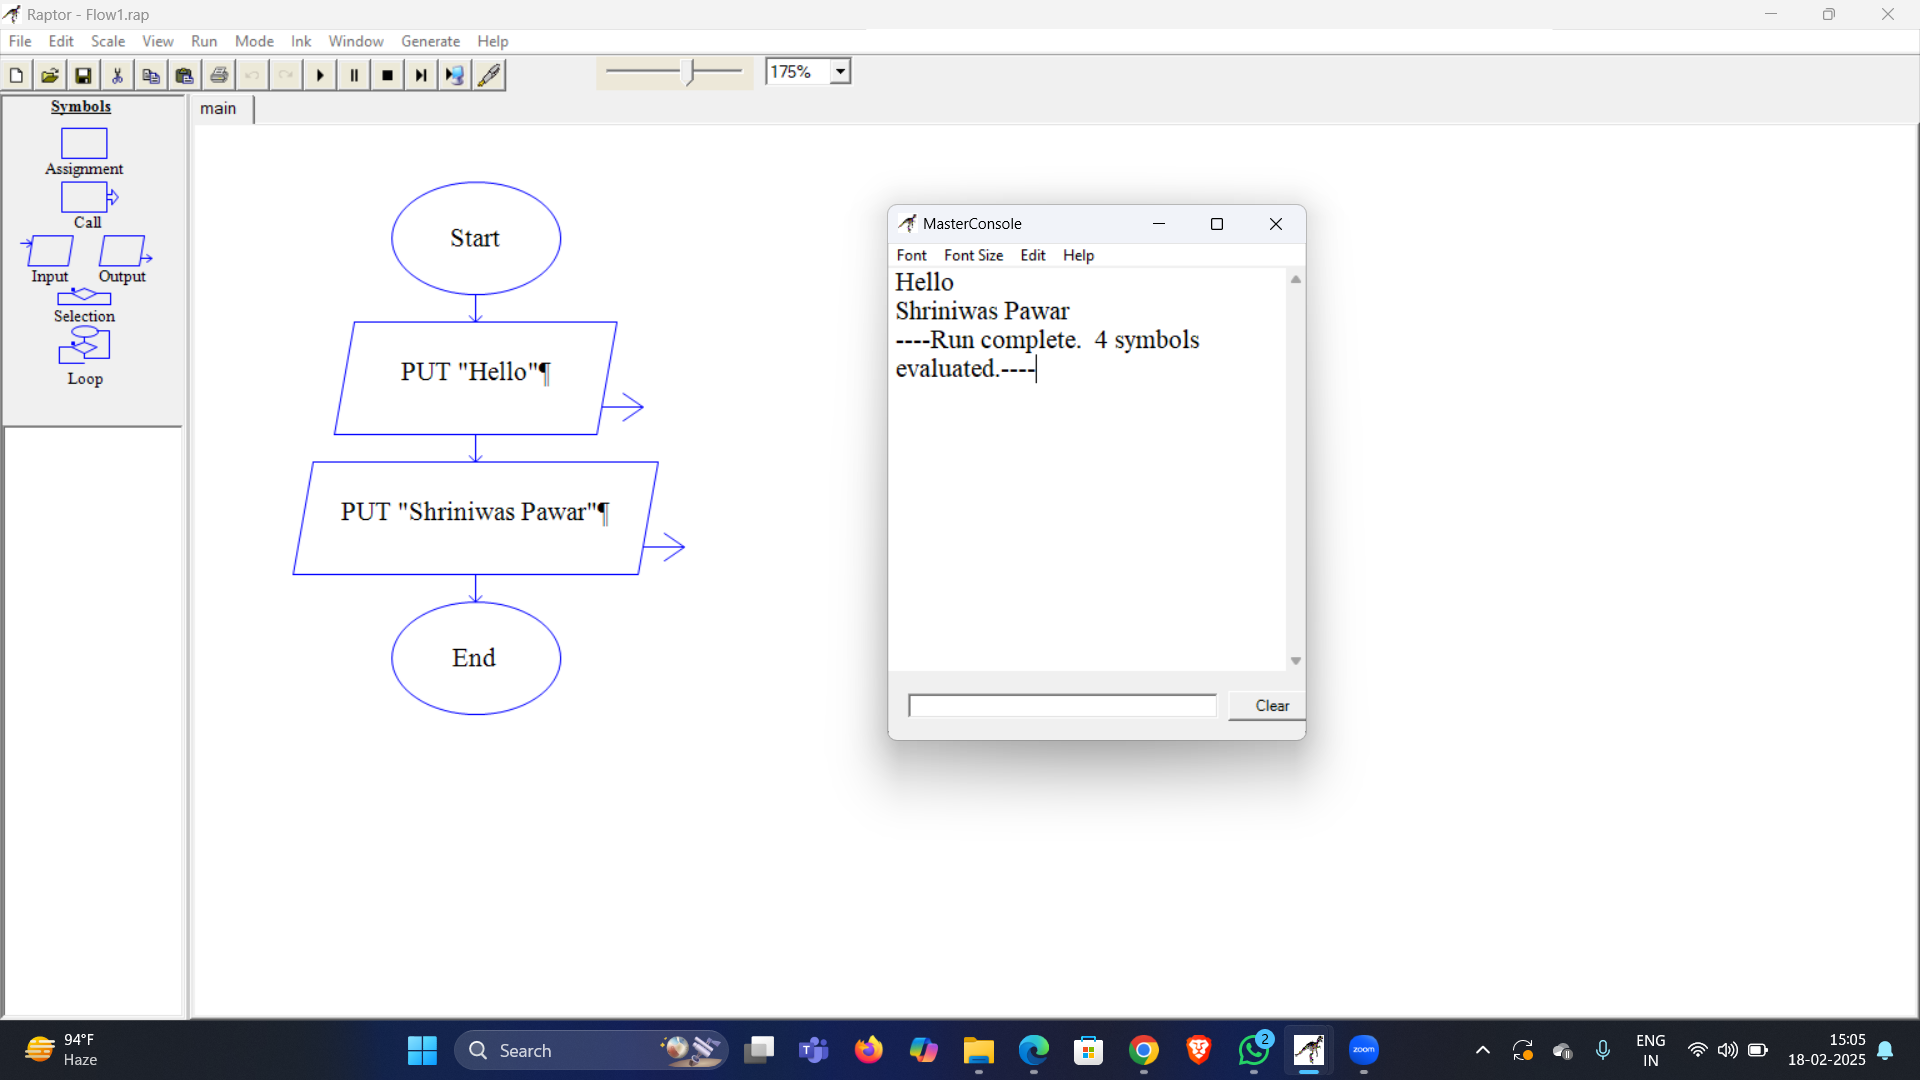 Raptor - Flow1.rap
File Edit Scale View Run Mode Ink Window Generate Help
175%
Symbols
Assignment
Call
Input Output
Selection
Loop
main
Start
PUT "Hello"¶
PUT "Shriniwas Pawar"¶
End
MasterConsole
Font Font Size Edit Help
Hello
Shriniwas Pawar
----Run complete.  4 symbols
evaluated.----
Clear
94°F
Haze
Search
T
2
zoom
ENG
IN
15:05
18-02-2025